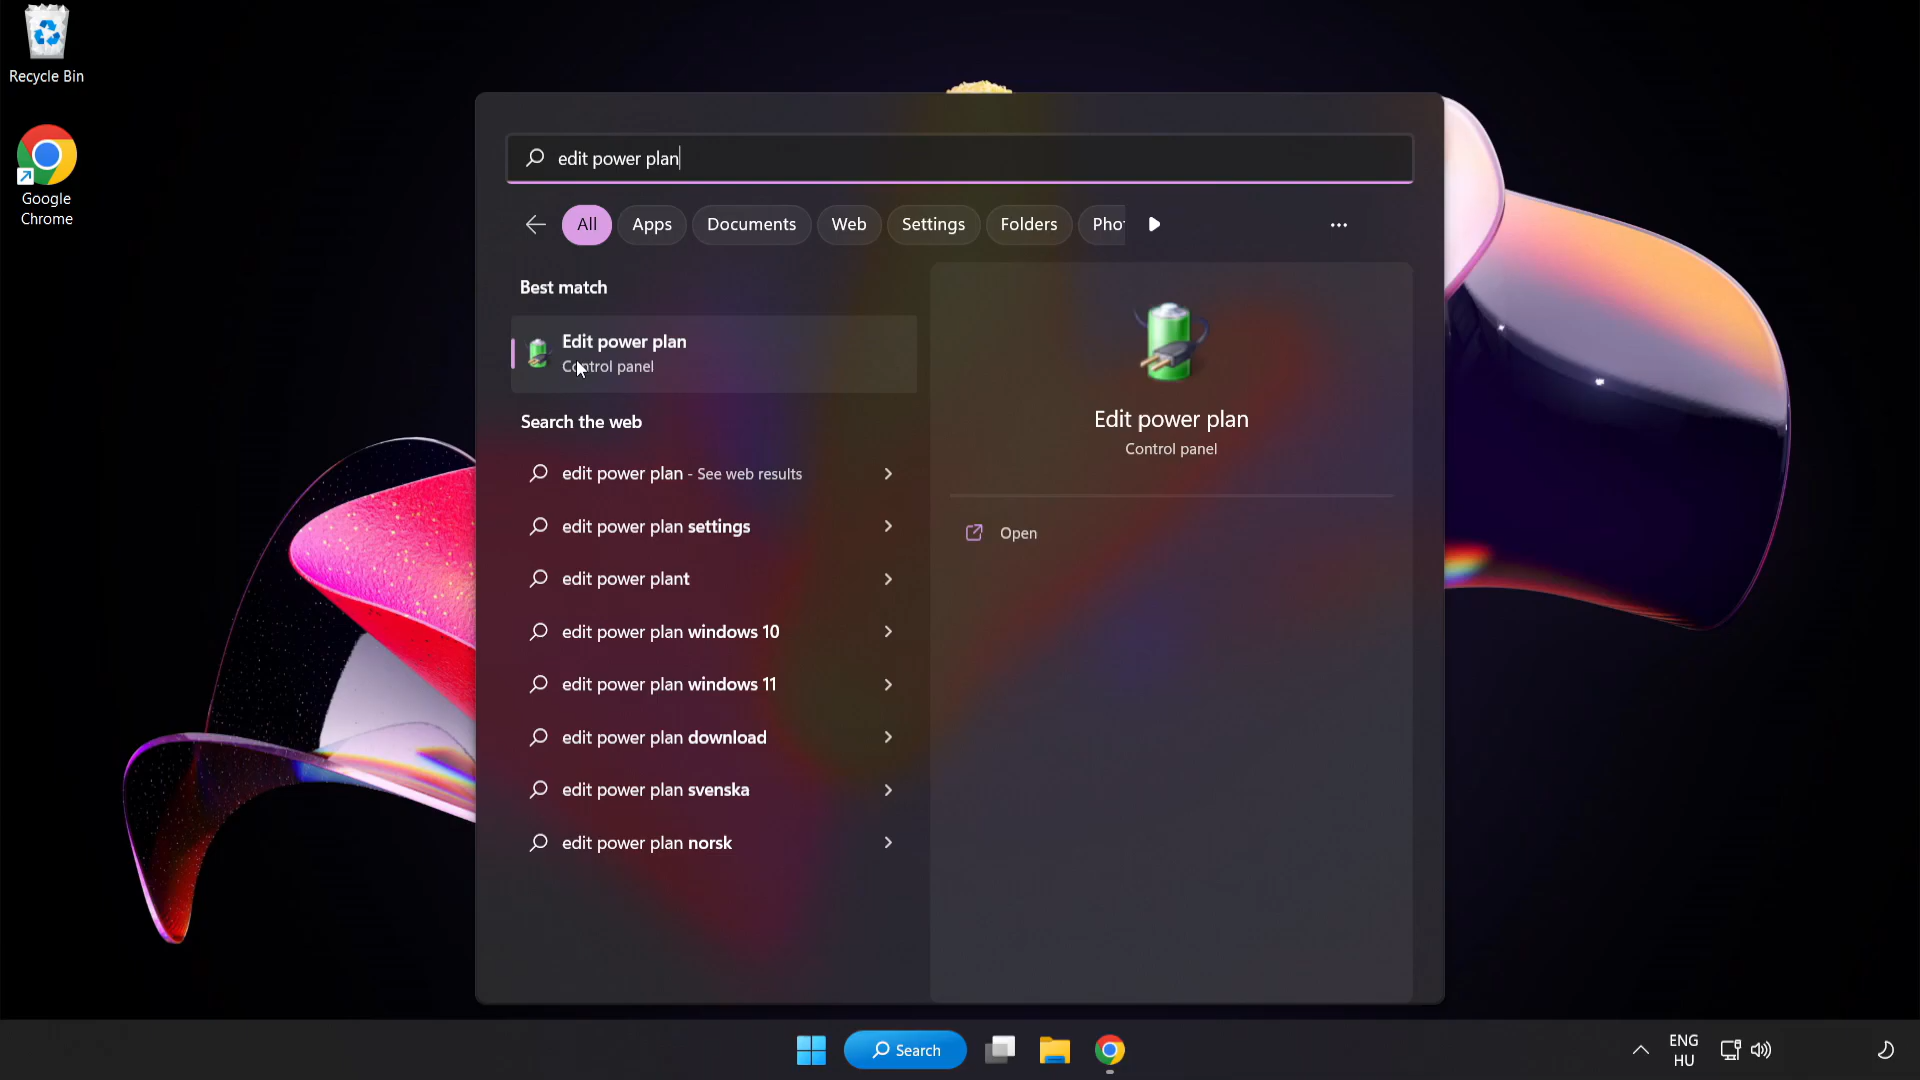 Recycle Bin
Google
Chrome
edit power plan
All
Apps
Documents
Web
Settings
Folders
Pho
Best match
Edit power plan
Control panel
Search the web
edit power plan - See web results
edit power plan settings
edit power plant
edit power plan windows 10
edit power plan windows 11
edit power plan download
edit power plan svenska
edit power plan norsk
Edit power plan
Control panel
Open
Search
ENG
HU